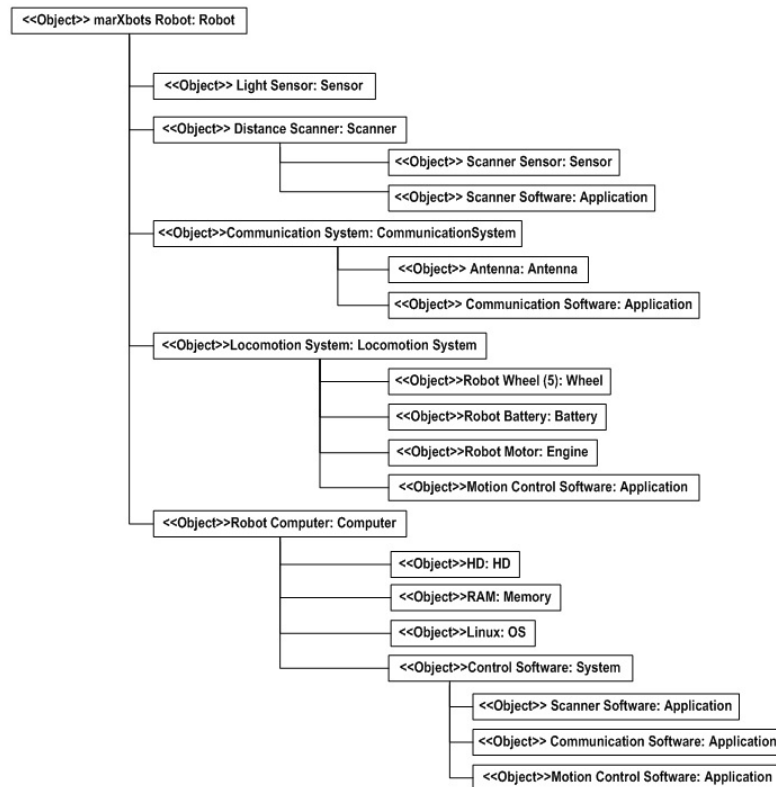 <<Object>> marXbots Robot: Robot
<<Object>> Light Sensor: Sensor
<<Object>> Distance Scanner: Scanner
<<Object>> Scanner Sensor: Sensor
<<Object>> Scanner Software: Application
<<Object>>Communication System: CommunicationSystem
<<Object>> Antenna: Antenna
<<Object>> Communication Software: Application
<<Object>>Locomotion System: Locomotion System
<<Object>>Robot Wheel (5): Wheel
<<Object>>Robot Battery: Battery
<<Object>>Robot Motor: Engine
<<Object>>Motion Control Software: Application
<<Object>>Robot Computer: Computer
<<Object>>HD: HD
<<Object>>RAM: Memory
<<Object>>Linux: OS
<<Object>>Control Software: System
<<Object>> Scanner Software: Application
<<Object>> Communication Software: Application
<<Object>>Motion Control Software: Application